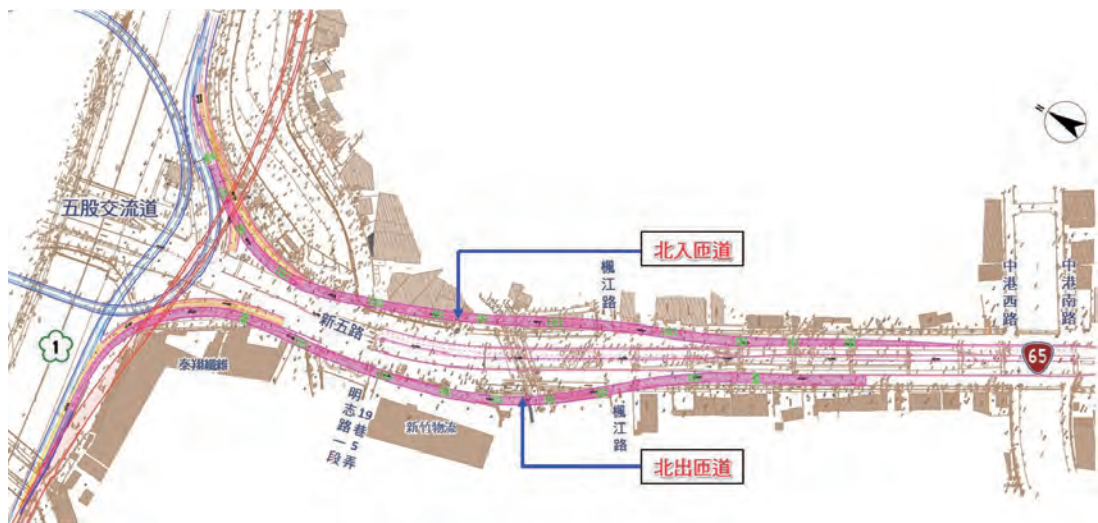 N
五股交流道
北入匝道
楓江路
中港西路
中港南路
新五路
1
65
泰翔纖維
明志路一段
19巷5弄
新竹物流
楓江路
北出匝道